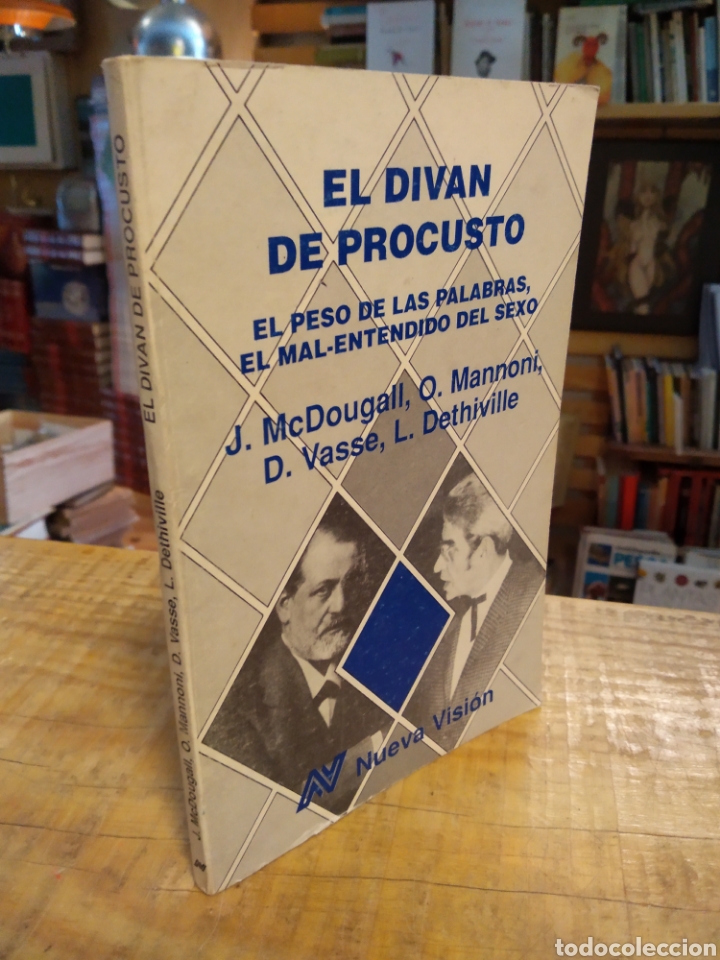 EL DIVAN
DE PROCUSTO
EL PESO DE LAS PALABRAS,
EL MAL-ENTENDIDO DEL SEXO
J. McDougall, O. Mannoni,
D. Vasse, L. Dethiville
Nueva Visión
J. McDougall, O. Mannoni, D. Vasse, L. Dethiville EL DIVAN DE PROCUSTO
todocoleccion